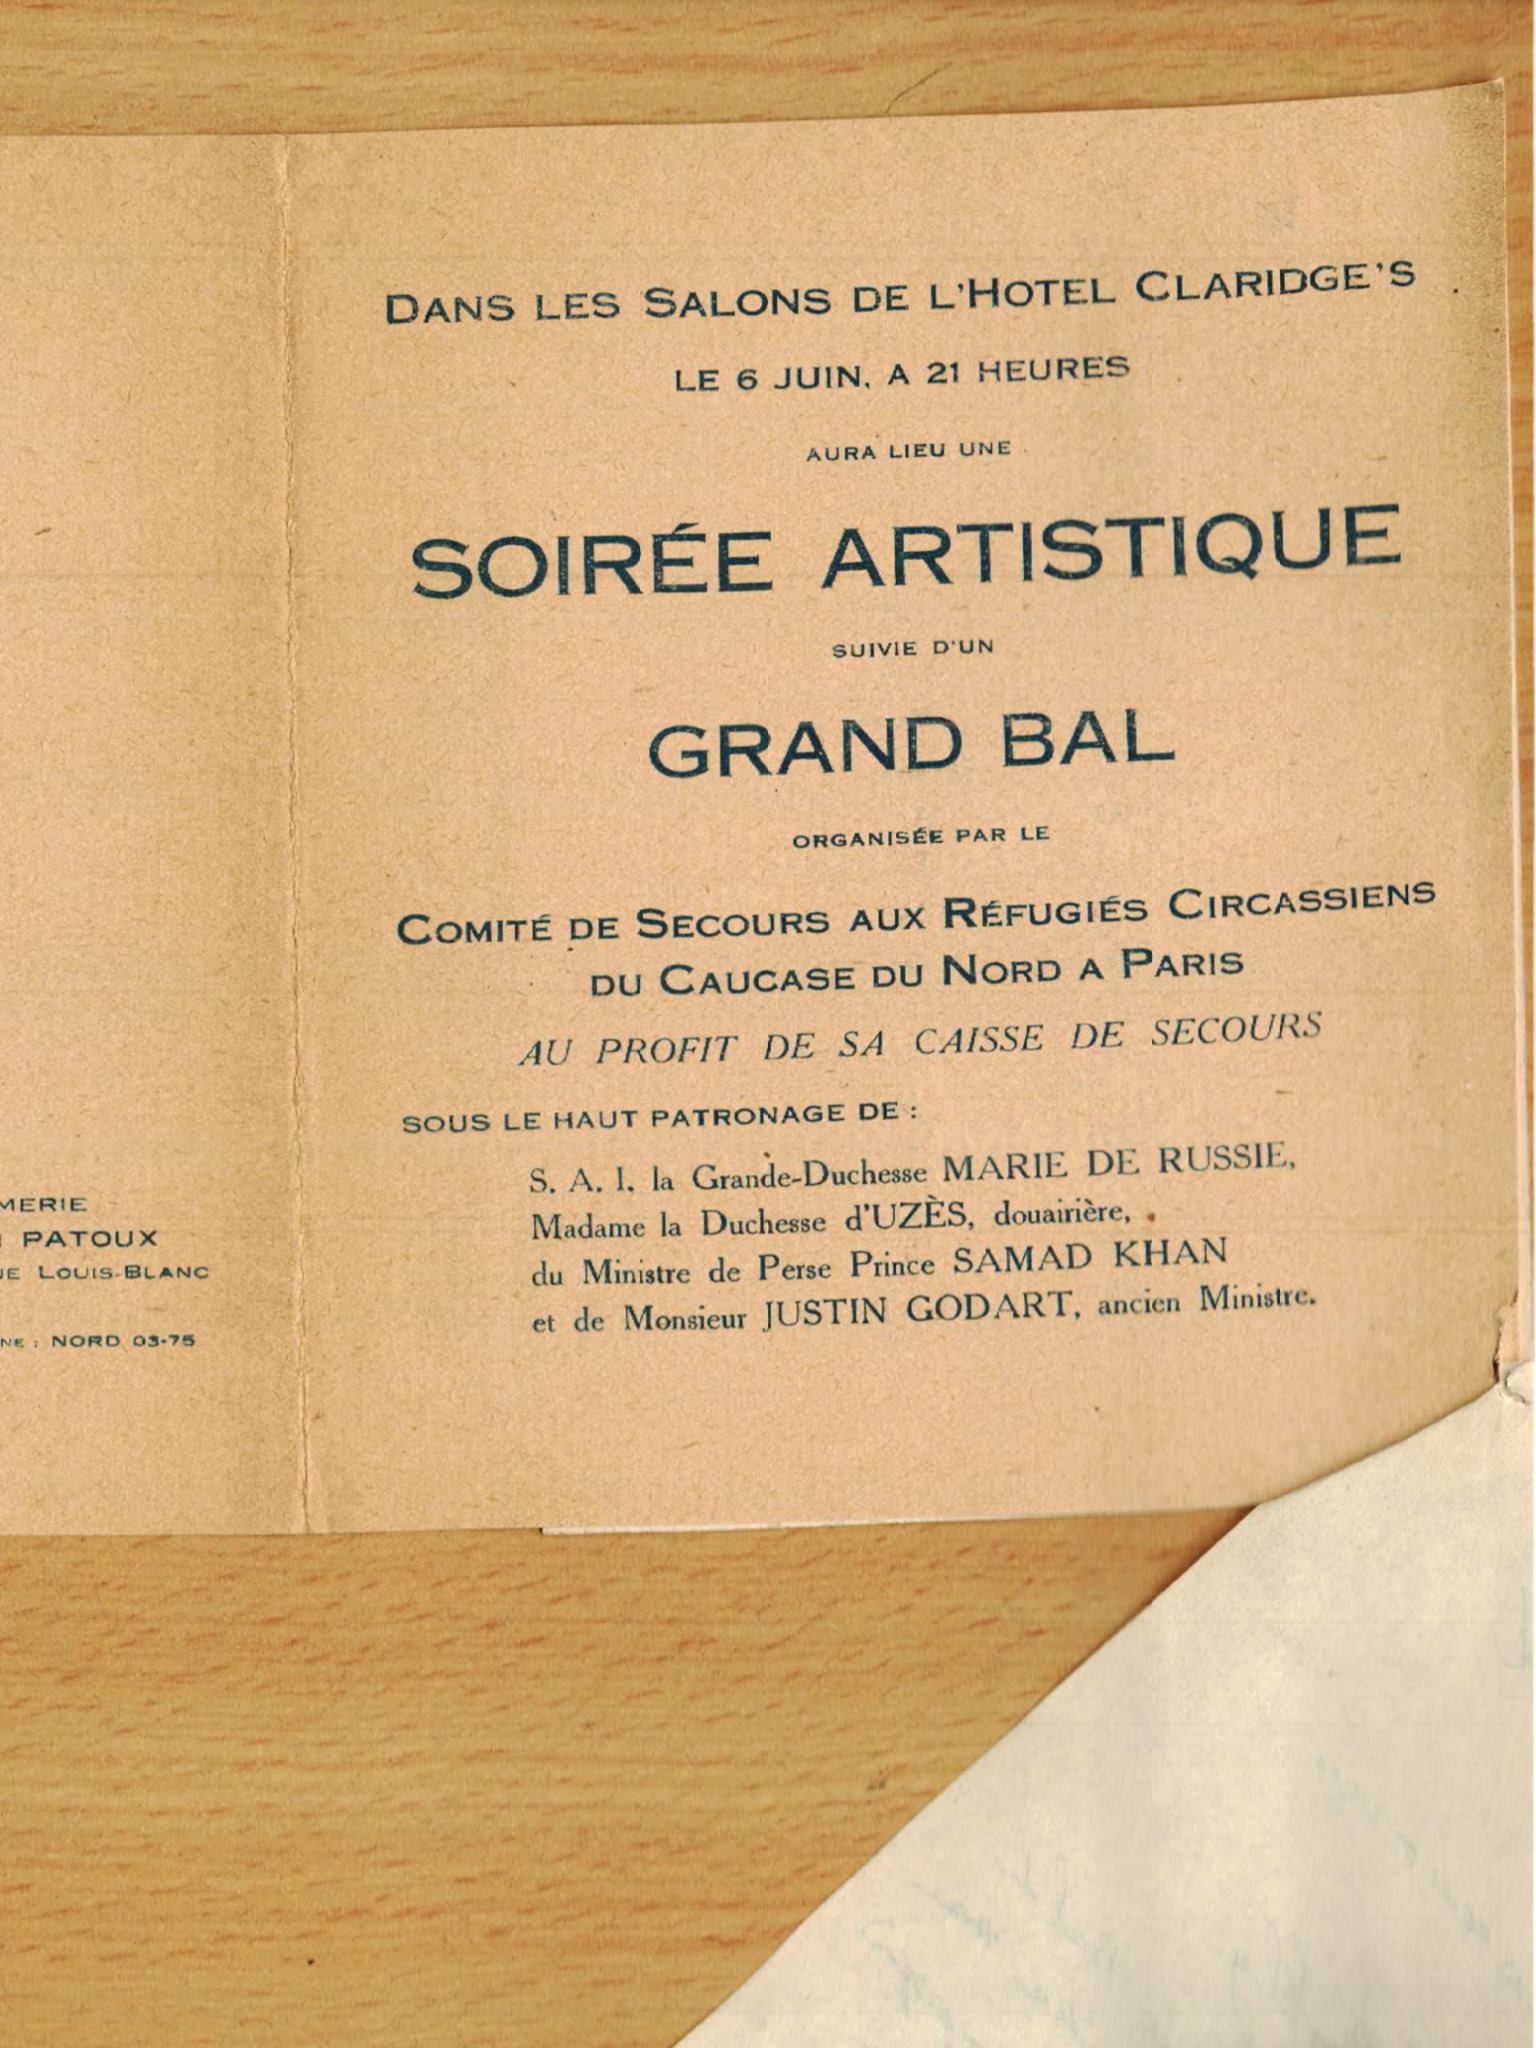 DANS LES SALONS DE L'HOTEL CLARIDGE'S
LE 6 JUIN, A 21 HEURES
AURA LIEU UNE
SOIRÉE ARTISTIQUE
SUIVIE D'UN
GRAND BAL
ORGANISÉE PAR LE
COMITÉ DE SECOURS AUX RÉFUGIÉS CIRCASSIENS
DU CAUCASE DU NORD A PARIS
AU PROFIT DE SA CAISSE DE SECOURS
SOUS LE HAUT PATRONAGE DE :
S. A. I. la Grande-Duchesse MARIE DE RUSSIE,
Madame la Duchesse d'UZÈS, douairière,
du Ministre de Perse Prince SAMAD KHAN
et de Monsieur JUSTIN GODART, ancien Ministre.
MERIE
PATOUX
UE LOUIS-BLANC
NE : NORD 03-75